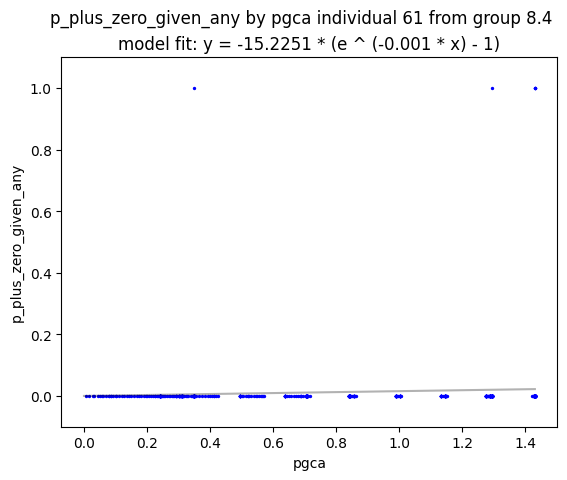 p_plus_zero_given_any by pgca individual 61 from group 8.4
model fit: y = -15.2251 * (e ^ (-0.001 * x) - 1)
1.0
0.8
0.6
0.4
0.2
0.0
p_plus_zero_given_any
0.0 0.2 0.4 0.6 0.8 1.0 1.2 1.4
pgca